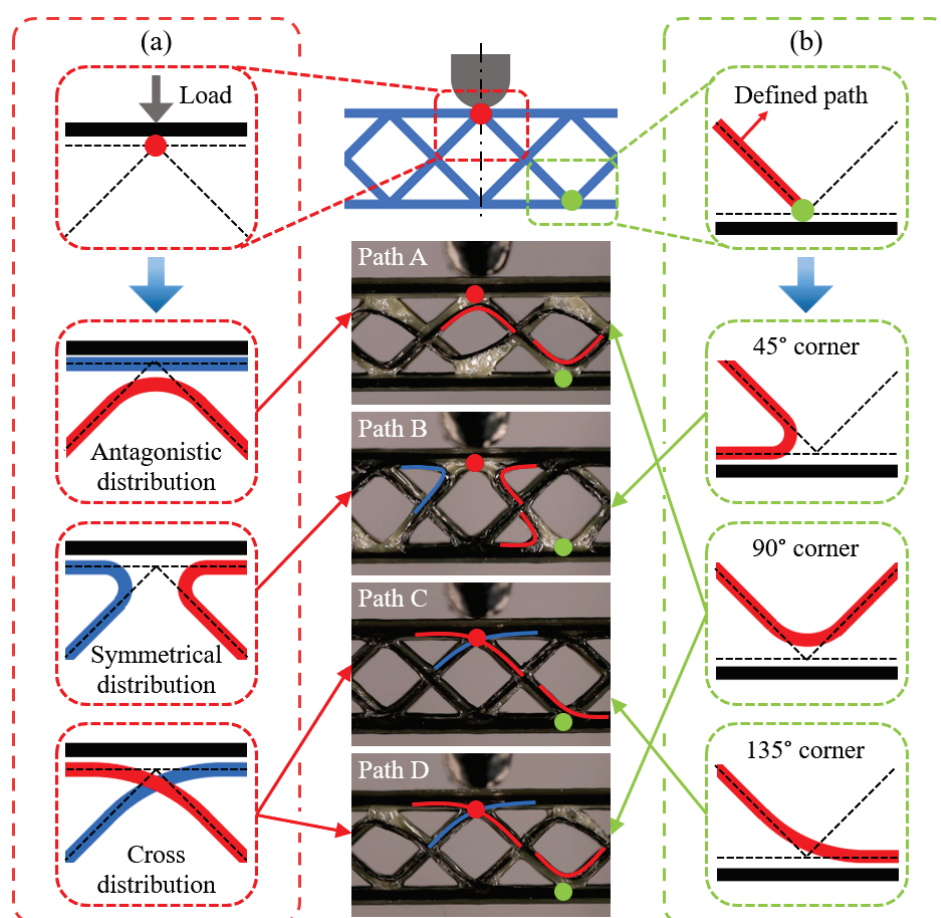 (a)
Load
(b)
Defined path
Path A
Antagonistic
distribution
45° corner
Path B
Symmetrical
distribution
90° corner
Path C
Cross
distribution
135° corner
Path D